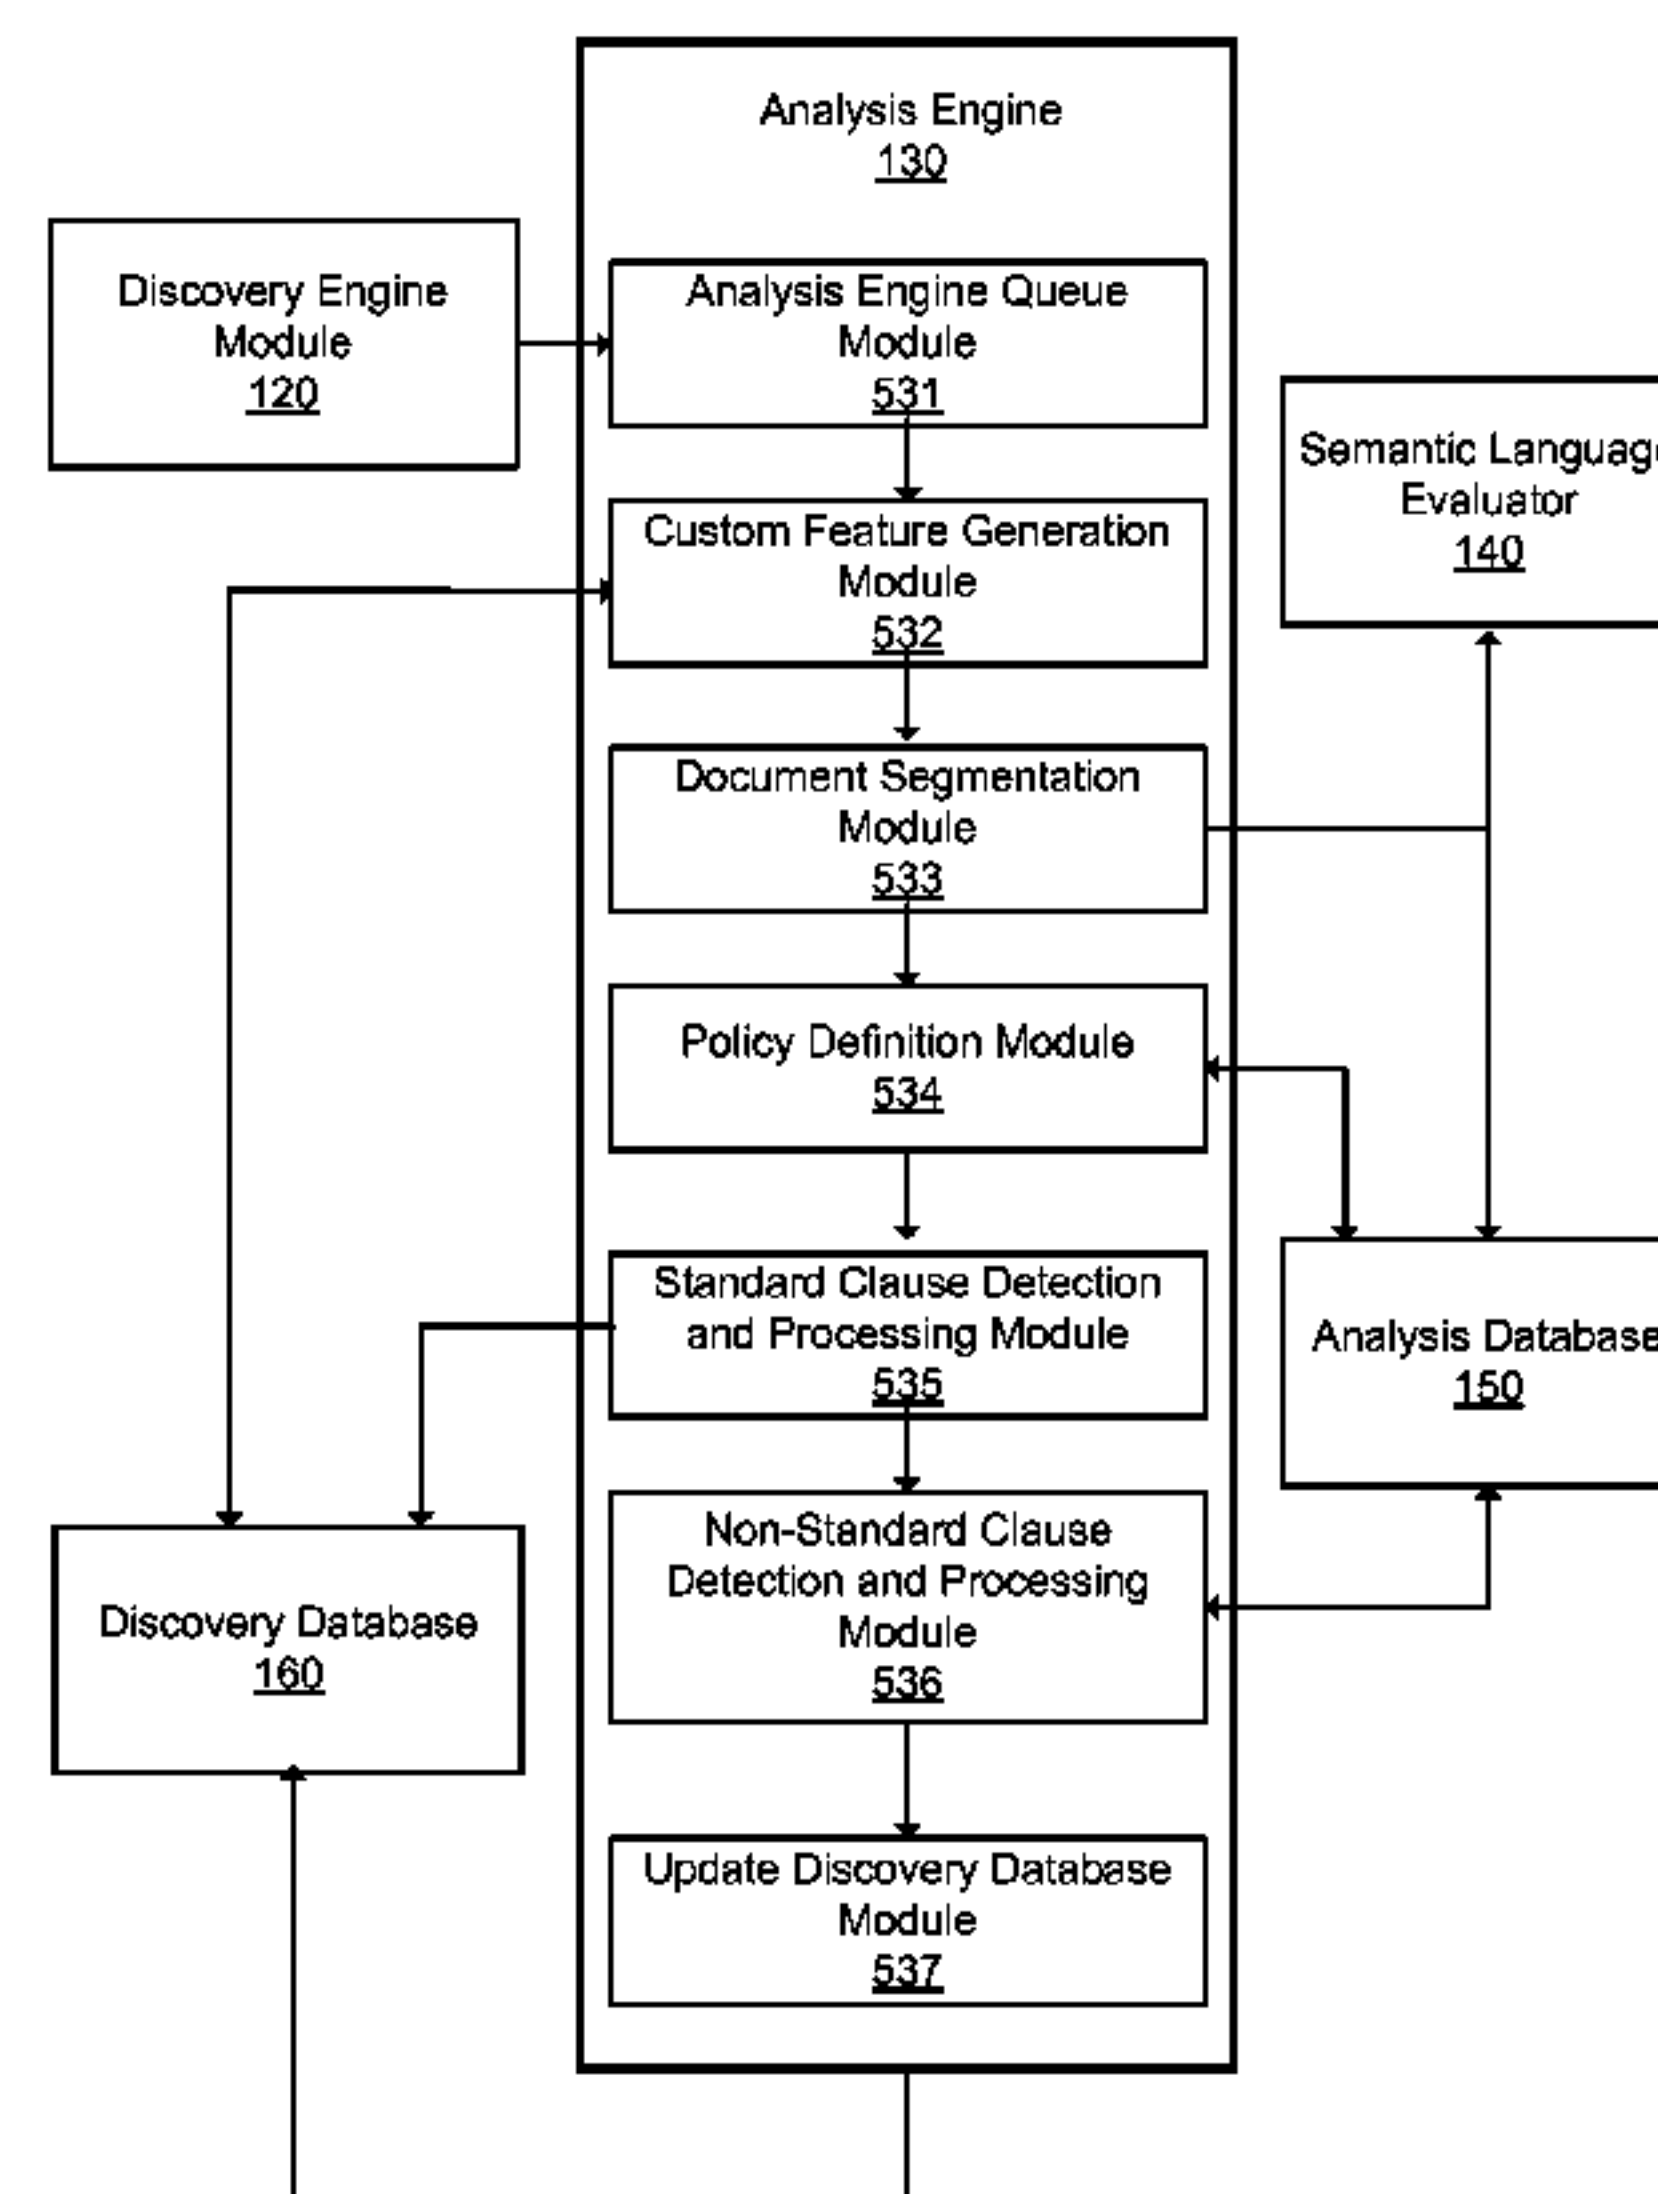 Analysis Engine
130
Discovery Engine
Module
120
Analysis Engine Queue
Module
531
Custom Feature Generation
Module
532
Semantic Language
Evaluator
140
Document Segmentation
Module
533
Policy Definition Module
534
Standard Clause Detection
and Processing Module
535
Analysis Database
150
Non-Standard Clause
Detection and Processing
Module
536
Discovery Database
160
Update Discovery Database
Module
537